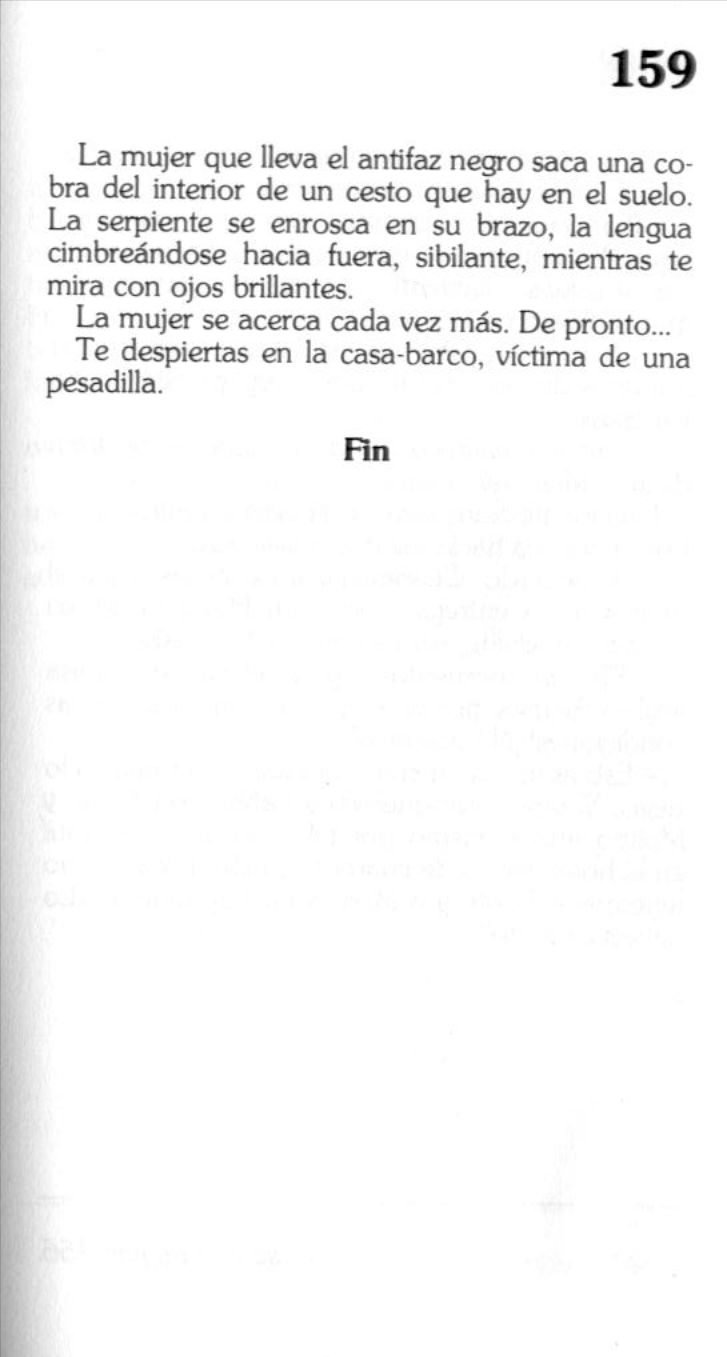 159
La mujer que lleva el antifaz negro saca una co-
bra del interior de un cesto que hay en el suelo.
La serpiente se enrosca en su brazo, la lengua
cimbreándose hacia fuera, sibilante, mientras te
mira con ojos brillantes.
La mujer se acerca cada vez más. De pronto...
Te despiertas en la casa-barco, víctima de una
pesadilla.
Fin